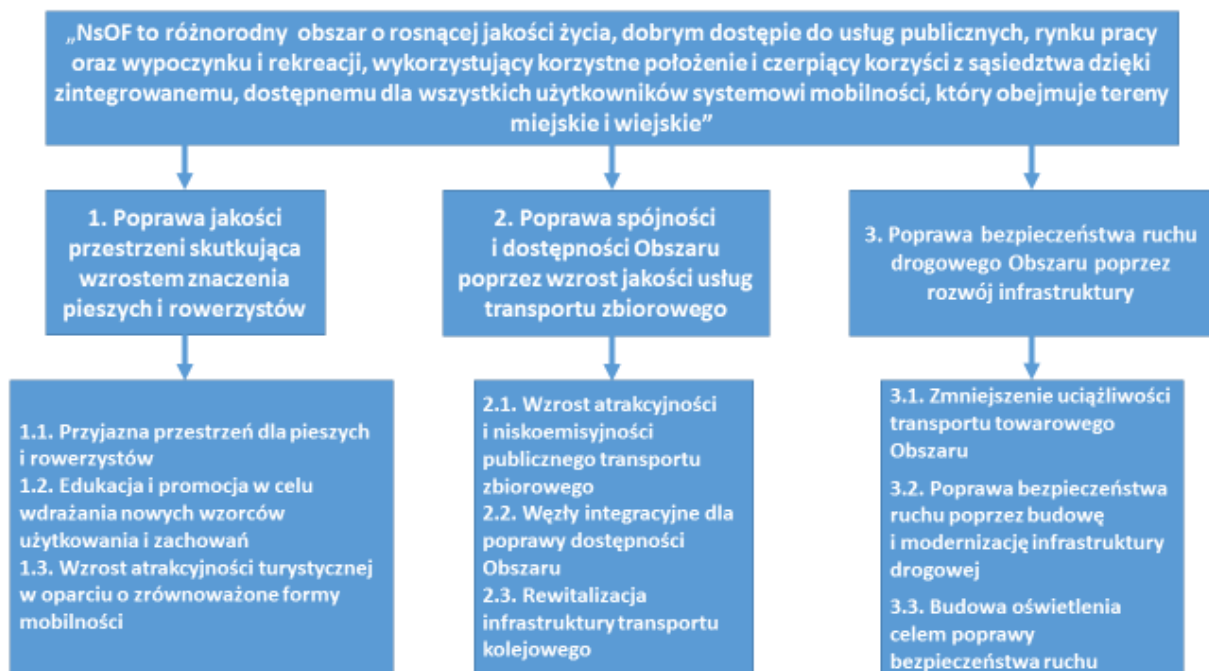 „NsOF to różnorodny obszar o rosnącej jakości życia, dobrym dostępie do usług publicznych, rynku pracy
oraz wypoczynku i rekreacji, wykorzystujący korzystne położenie i czerpiący korzyści z sąsiedztwa dzięki
zintegrowanemu, dostępnemu dla wszystkich użytkowników systemowi mobilności, który obejmuje tereny
miejskie i wiejskie”
1. Poprawa jakości
przestrzeni skutkująca
wzrostem znaczenia
pieszych i rowerzystów
2. Poprawa spójności
i dostępności Obszaru
poprzez wzrost jakości usług
transportu zbiorowego
3. Poprawa bezpieczeństwa ruchu
drogowego Obszaru poprzez
rozwój infrastruktury
1.1. Przyjazna przestrzeń dla pieszych
i rowerzystów
1.2. Edukacja i promocja w celu
wdrażania nowych wzorców
użytkowania i zachowań
1.3. Wzrost atrakcyjności turystycznej
w oparciu o zrównoważone formy
mobilności
2.1. Wzrost atrakcyjności
i niskoemisyjności
publicznego transportu
zbiorowego
2.2. Węzły integracyjne dla
poprawy dostępności
Obszaru
2.3. Rewitalizacja
infrastruktury transportu
kolejowego
3.1. Zmniejszenie uciążliwości
transportu towarowego
Obszaru
3.2. Poprawa bezpieczeństwa
ruchu poprzez budowę
i modernizację infrastruktury
drogowej
3.3. Budowa oświetlenia
celem poprawy
bezpieczeństwa ruchu